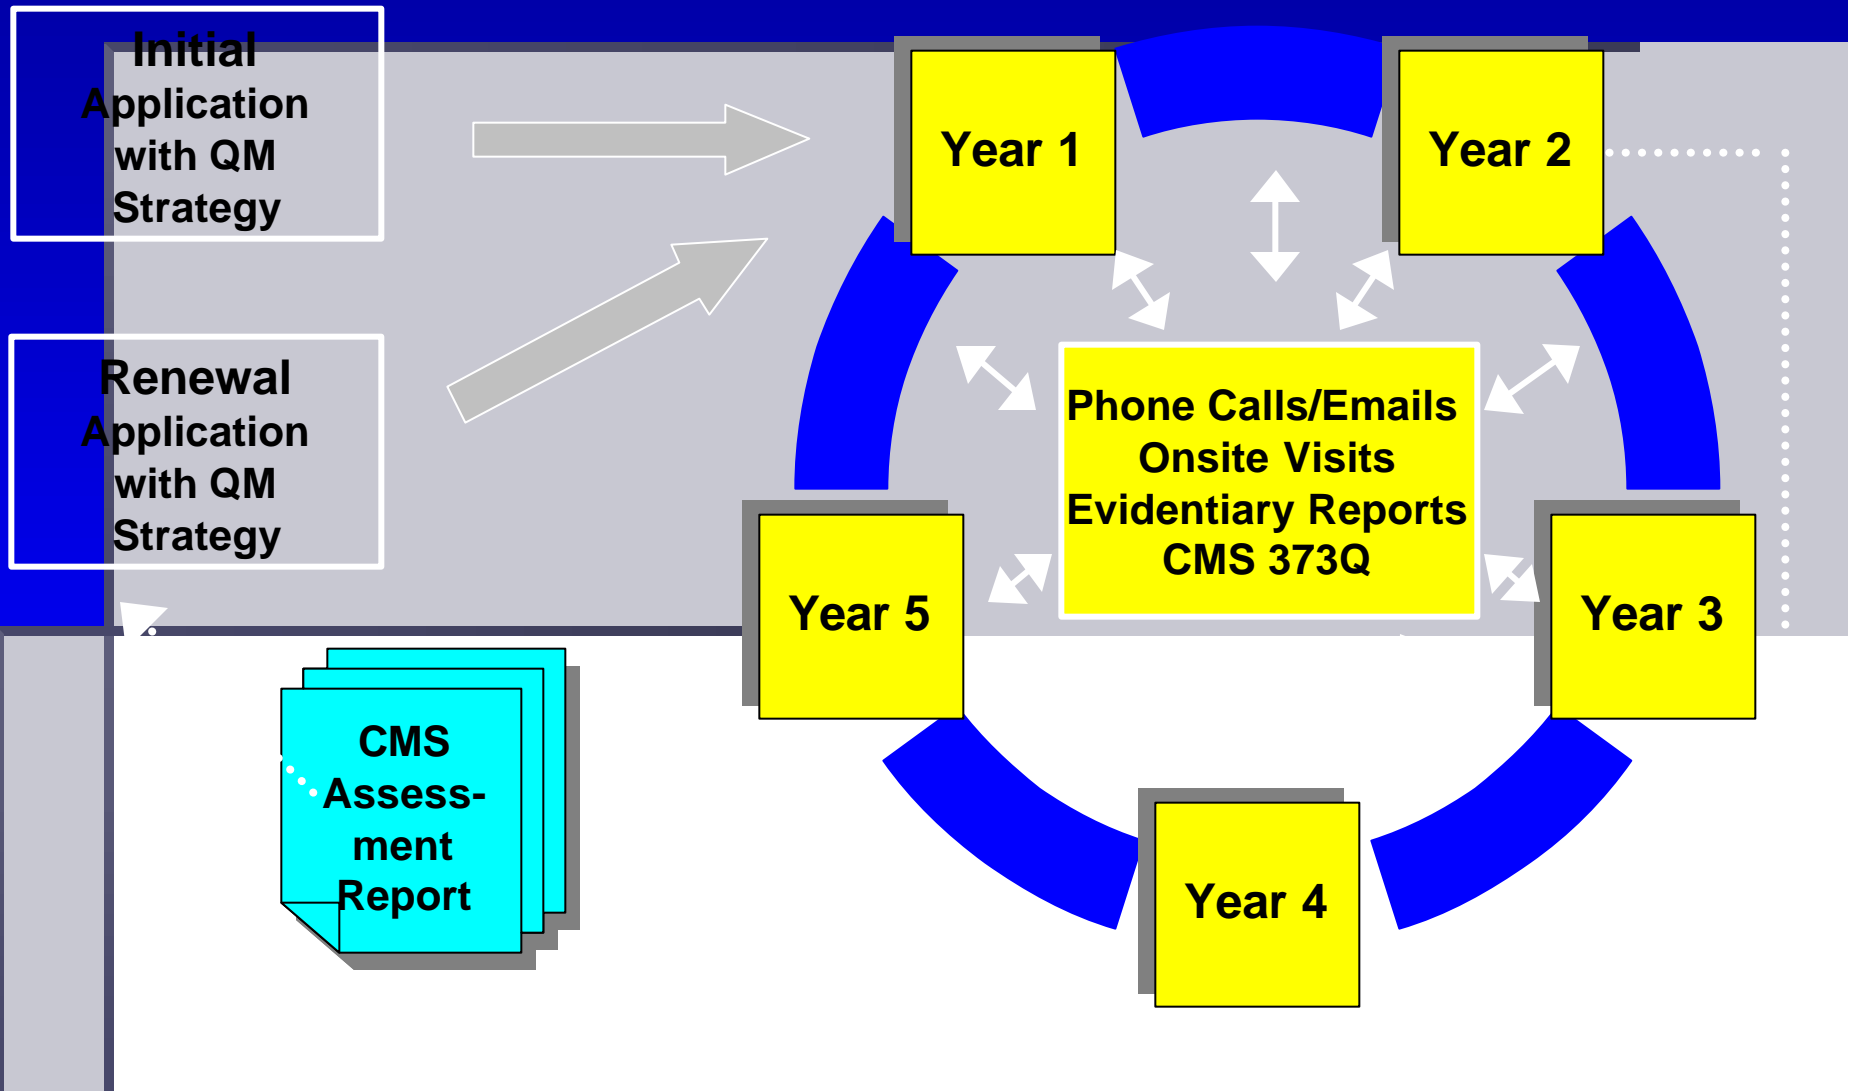 Initial
Application
with QM
Strategy
Year 1
Year 2
Renewal
Application
with QM
Strategy
Phone Calls/Emails
Onsite Visits
Evidentiary Reports
CMS 373Q
Year 5
Year 3
CMS
Assess-
ment
Report
Year 4